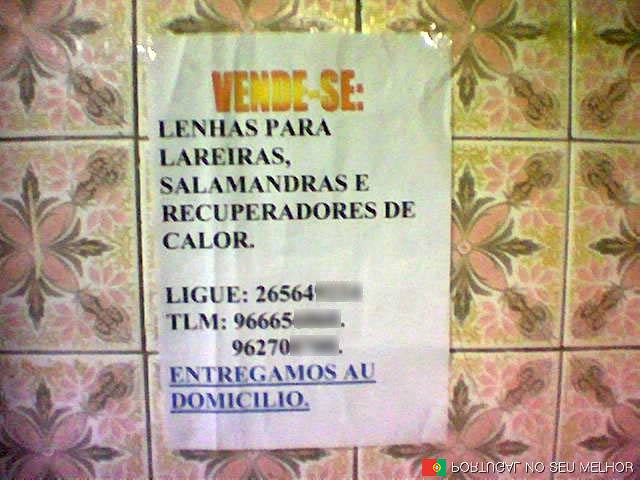 VENDE-SE:
LENHAS PARA
LAREIRAS,
SALAMANDRAS E
RECUPERADORES DE
CALOR.
LIGUE: 26564
TLM: 96665 .
96270 .
ENTREGAMOS AU
DOMICILIO.
PORTUGAL NO SEU MELHOR